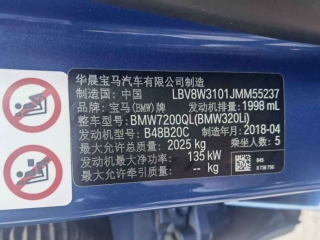 华晨宝马汽车有限公司制造
制造国：中国 LBV8W3101JMM55237
品牌：宝马(BMW)牌 发动机排量：1998 mL
整车型号：BMW7200QL(BMW320Li)
发动机型号：B48B20C 制造年月：2018-04
最大允许总质量：2025 kg 乘坐人数：5
发动机最大净功率：135 kW
最大允许牵引质量：-- kg